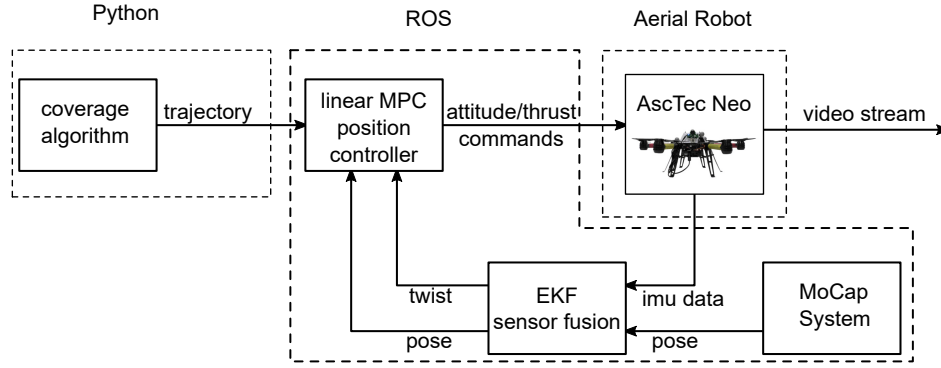 Python
ROS
Aerial Robot
coverage
algorithm
trajectory
linear MPC
position
controller
attitude/thrust
commands
AscTec Neo
video stream
twist
pose
EKF
sensor fusion
imu data
pose
MoCap
System